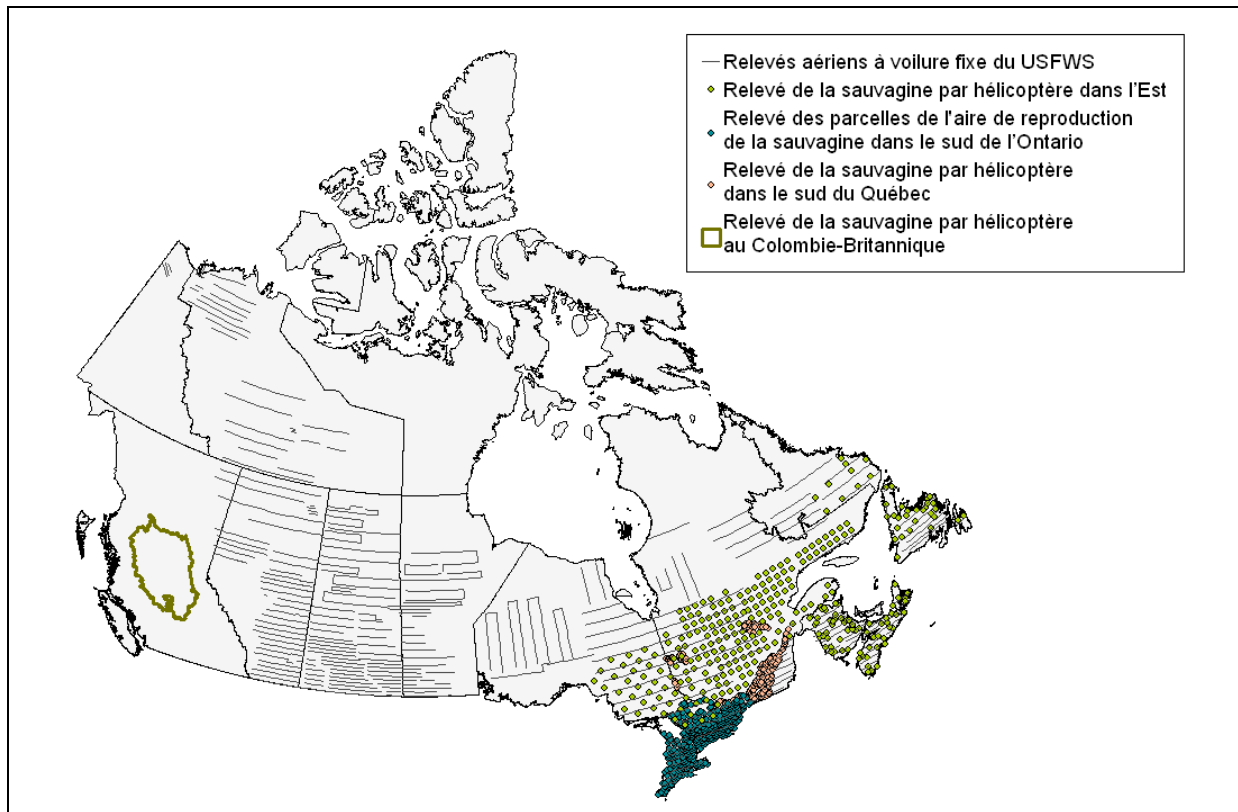 Relevés aériens à voilure fixe du USFWS
Relevé de la sauvagine par hélicoptère dans l'Est
Relevé des parcelles de l'aire de reproduction
de la sauvagine dans le sud de l'Ontario
Relevé de la sauvagine par hélicoptère
dans le sud du Québec
Relevé de la sauvagine par hélicoptère
au Colombie-Britannique